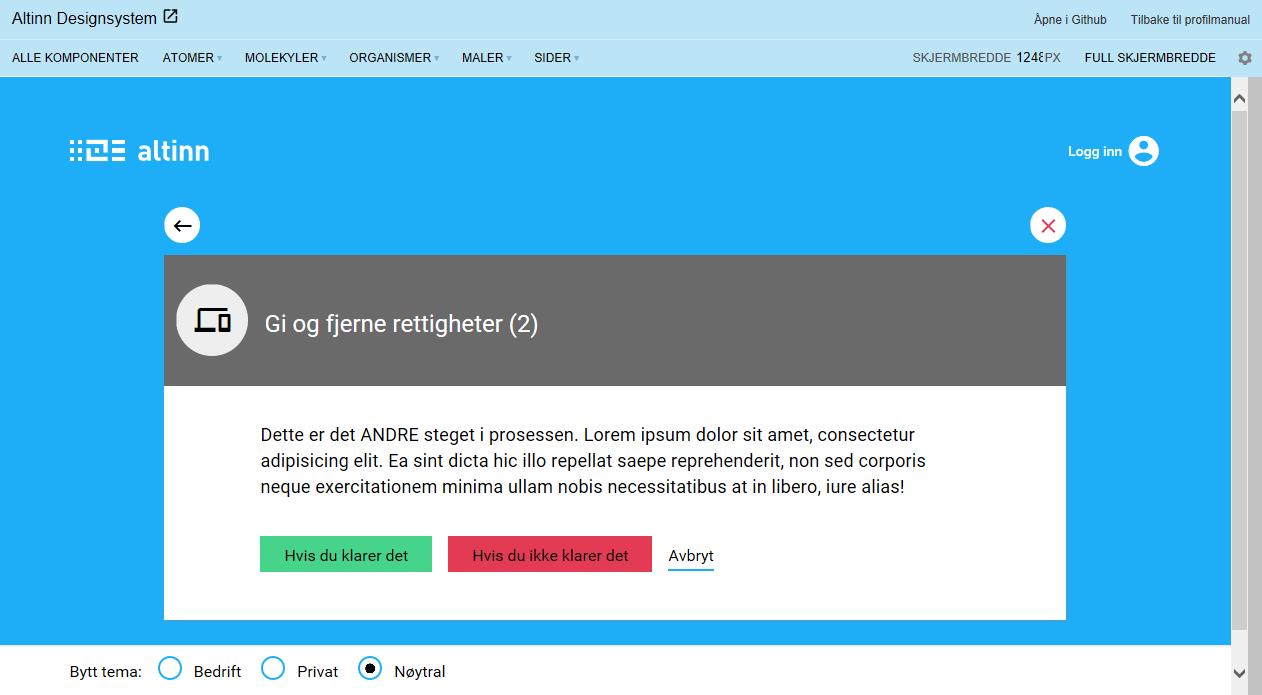 Altinn Designsystem
Åpne i Github
Tilbake til profilmanual
ALLE KOMPONENTER ATOMER MOLEKYLER ORGANISMER MALER SIDER
SKJERMBREDDE 1248PX FULL SKJERMBREDDE
altinn
Logg inn
Gi og fjerne rettigheter (2)
Dette er det ANDRE steget i prosessen. Lorem ipsum dolor sit amet, consectetur
adipisicing elit. Ea sint dicta hic illo repellat saepe reprehenderit, non sed corporis
neque exercitationem minima ullam nobis necessitatibus at in libero, iure alias!
Hvis du klarer det Hvis du ikke klarer det Avbryt
Bytt tema: Bedrift Privat Nøytral